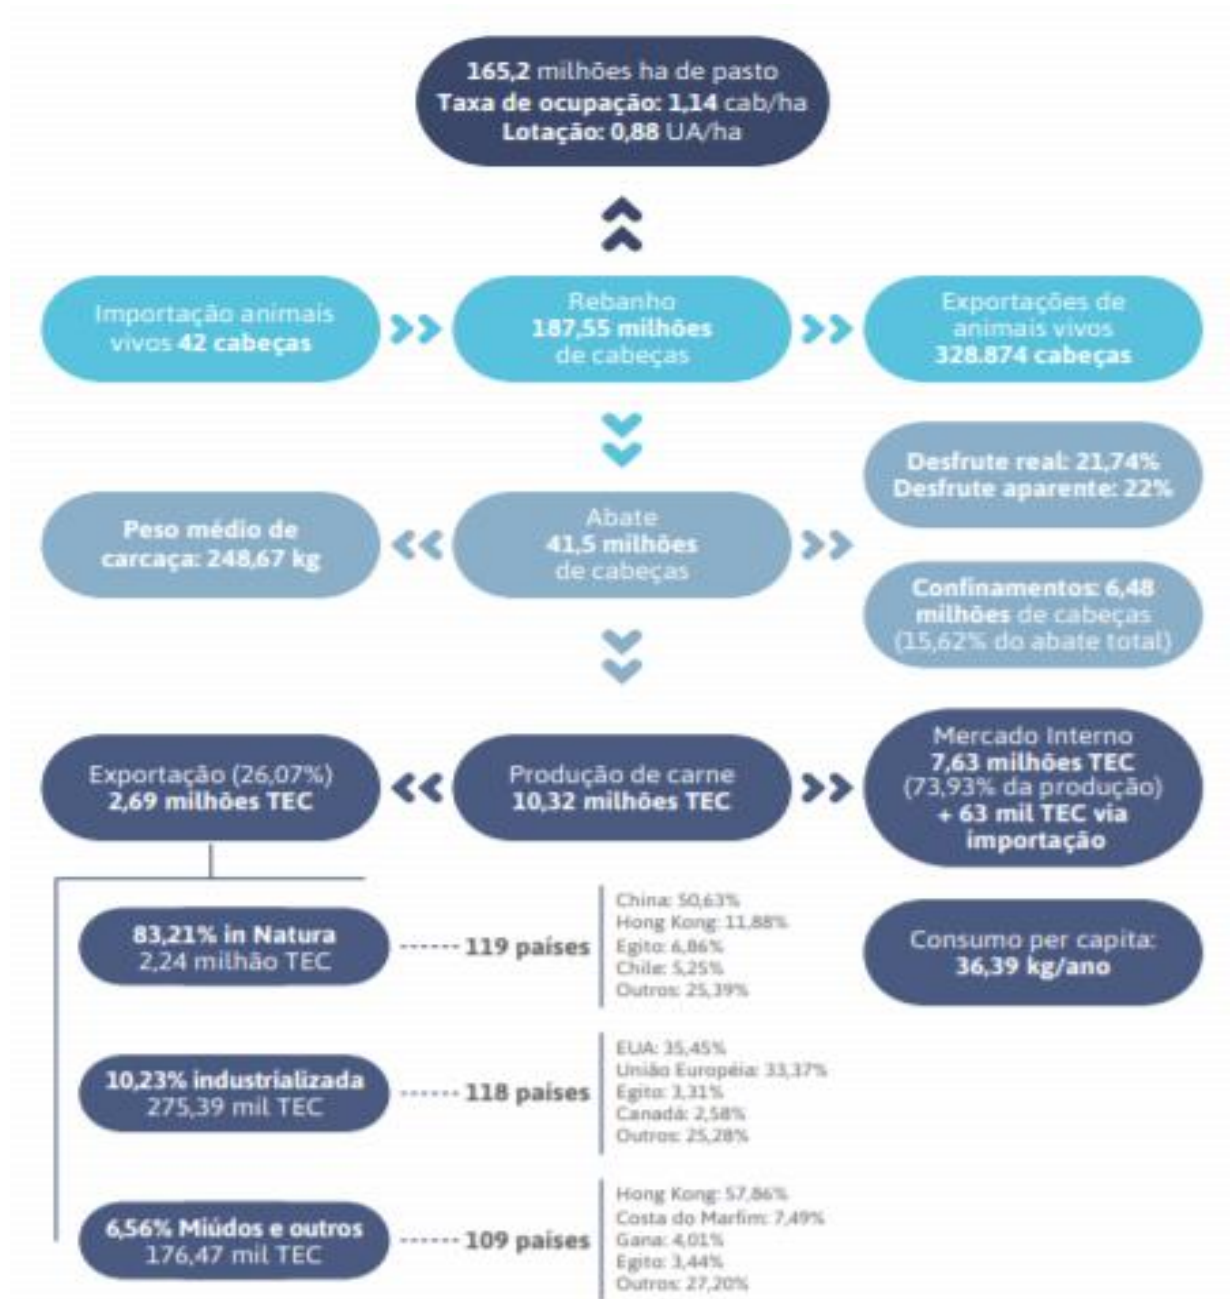 165,2 milhões ha de pasto
Taxa de ocupação: 1,14 cab/ha
Lotação: 0,88 UA/ha
Importação animais
vivos 42 cabeças
Rebanho
187,55 milhões
de cabeças
Exportações de
animais vivos
328.874 cabeças
Desfrute real: 21,74%
Desfrute aparente: 22%
Peso médio de
carcaça: 248,67 kg
Abate
41,5 milhões
de cabeças
Confinamentos: 6,48
milhões de cabeças
(15,62% do abate total)
Exportação (26,07%)
2,69 milhões TEC
Produção de carne
10,32 milhões TEC
Mercado Interno
7,63 milhões TEC
(73,93% da produção)
+ 63 mil TEC via
importação
83,21% in Natura
2,24 milhão TEC
119 países
China: 50,63%
Hong Kong: 11,88%
Egito: 6,86%
Chile: 5,25%
Outros: 25,39%
Consumo per capita:
36,39 kg/ano
10,23% industrializada
275,39 mil TEC
118 países
EUA: 35,45%
União Européia: 33,37%
Egito: 3,31%
Canadá: 2,58%
Outros: 25,28%
6,56% Miúdos e outros
176,47 mil TEC
109 países
Hong Kong: 57,86%
Costa do Marfim: 7,49%
Gana: 4,01%
Egito: 3,44%
Outros: 27,20%